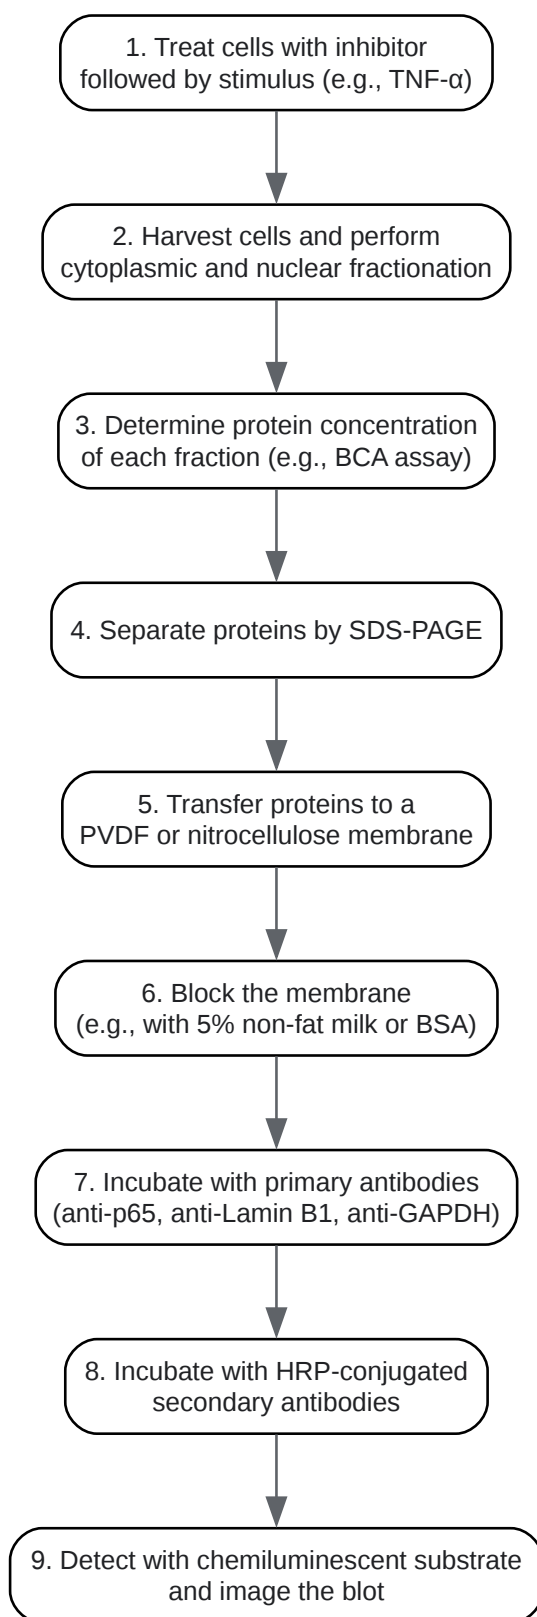 1. Treat cells with inhibitor
followed by stimulus (e.g., TNF-α)
2. Harvest cells and perform
cytoplasmic and nuclear fractionation
3. Determine protein concentration
of each fraction (e.g., BCA assay)
4. Separate proteins by SDS-PAGE
5. Transfer proteins to a
PVDF or nitrocellulose membrane
6. Block the membrane
(e.g., with 5% non-fat milk or BSA)
7. Incubate with primary antibodies
(anti-p65, anti-Lamin B1, anti-GAPDH)
8. Incubate with HRP-conjugated
secondary antibodies
9. Detect with chemiluminescent substrate
and image the blot